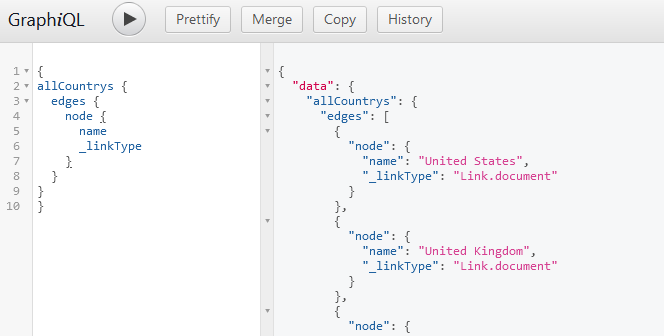 GraphiQL Prettify Merge Copy History
1 {
2 allCountrys {
3 edges {
4 node {
5 name
6 _linkType
7 }
8 }
9 }
10 }
{
"data": {
"allCountrys": {
"edges": [
{
"node": {
"name": "United States",
"_linkType": "Link.document"
}
},
{
"node": {
"name": "United Kingdom",
"_linkType": "Link.document"
}
},
{
"node": {